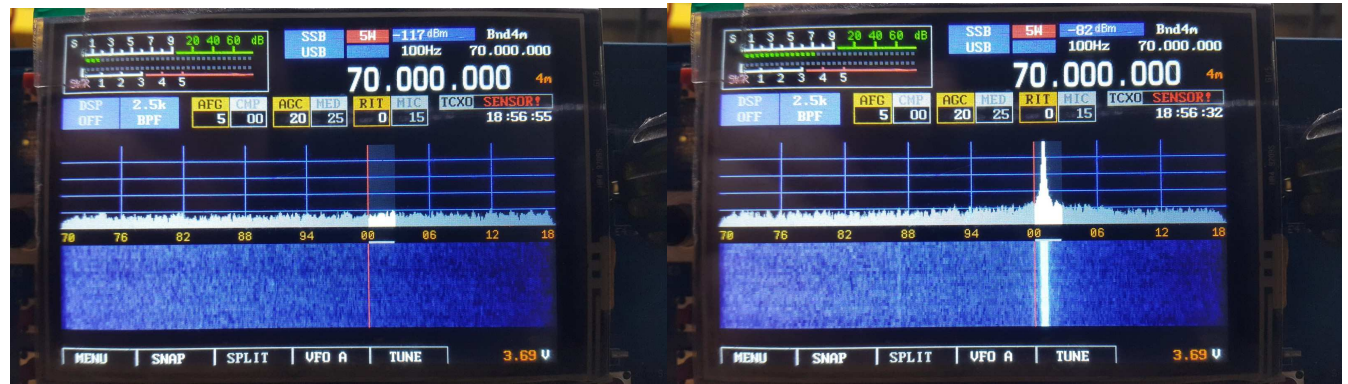 S 1 3 5 7 9 20 40 60 dB
SWR 1 2 3 4 5
SSB 5W -117dBm Bnd4m
USB 100Hz 70.000.000
70.000.000 4m
DSP 2.5k AFG CMP AGC MED RIT MIC TCXO SENSOR?
OFF BPF 5 00 20 25 0 15 18:56:55
70 76 82 88 94 00 06 12 18
MENU SNAP SPLIT VFO A TUNE 3.69 V
S 1 3 5 7 9 20 40 60 dB
SWR 1 2 3 4 5
SSB 5W -82dBm Bnd4m
USB 100Hz 70.000.000
70.000.000 4m
DSP 2.5k AFG CMP AGC MED RIT MIC TCXO SENSOR?
OFF BPF 5 00 20 25 0 15 18:56:32
70 76 82 88 94 00 06 12 18
MENU SNAP SPLIT VFO A TUNE 3.69 V